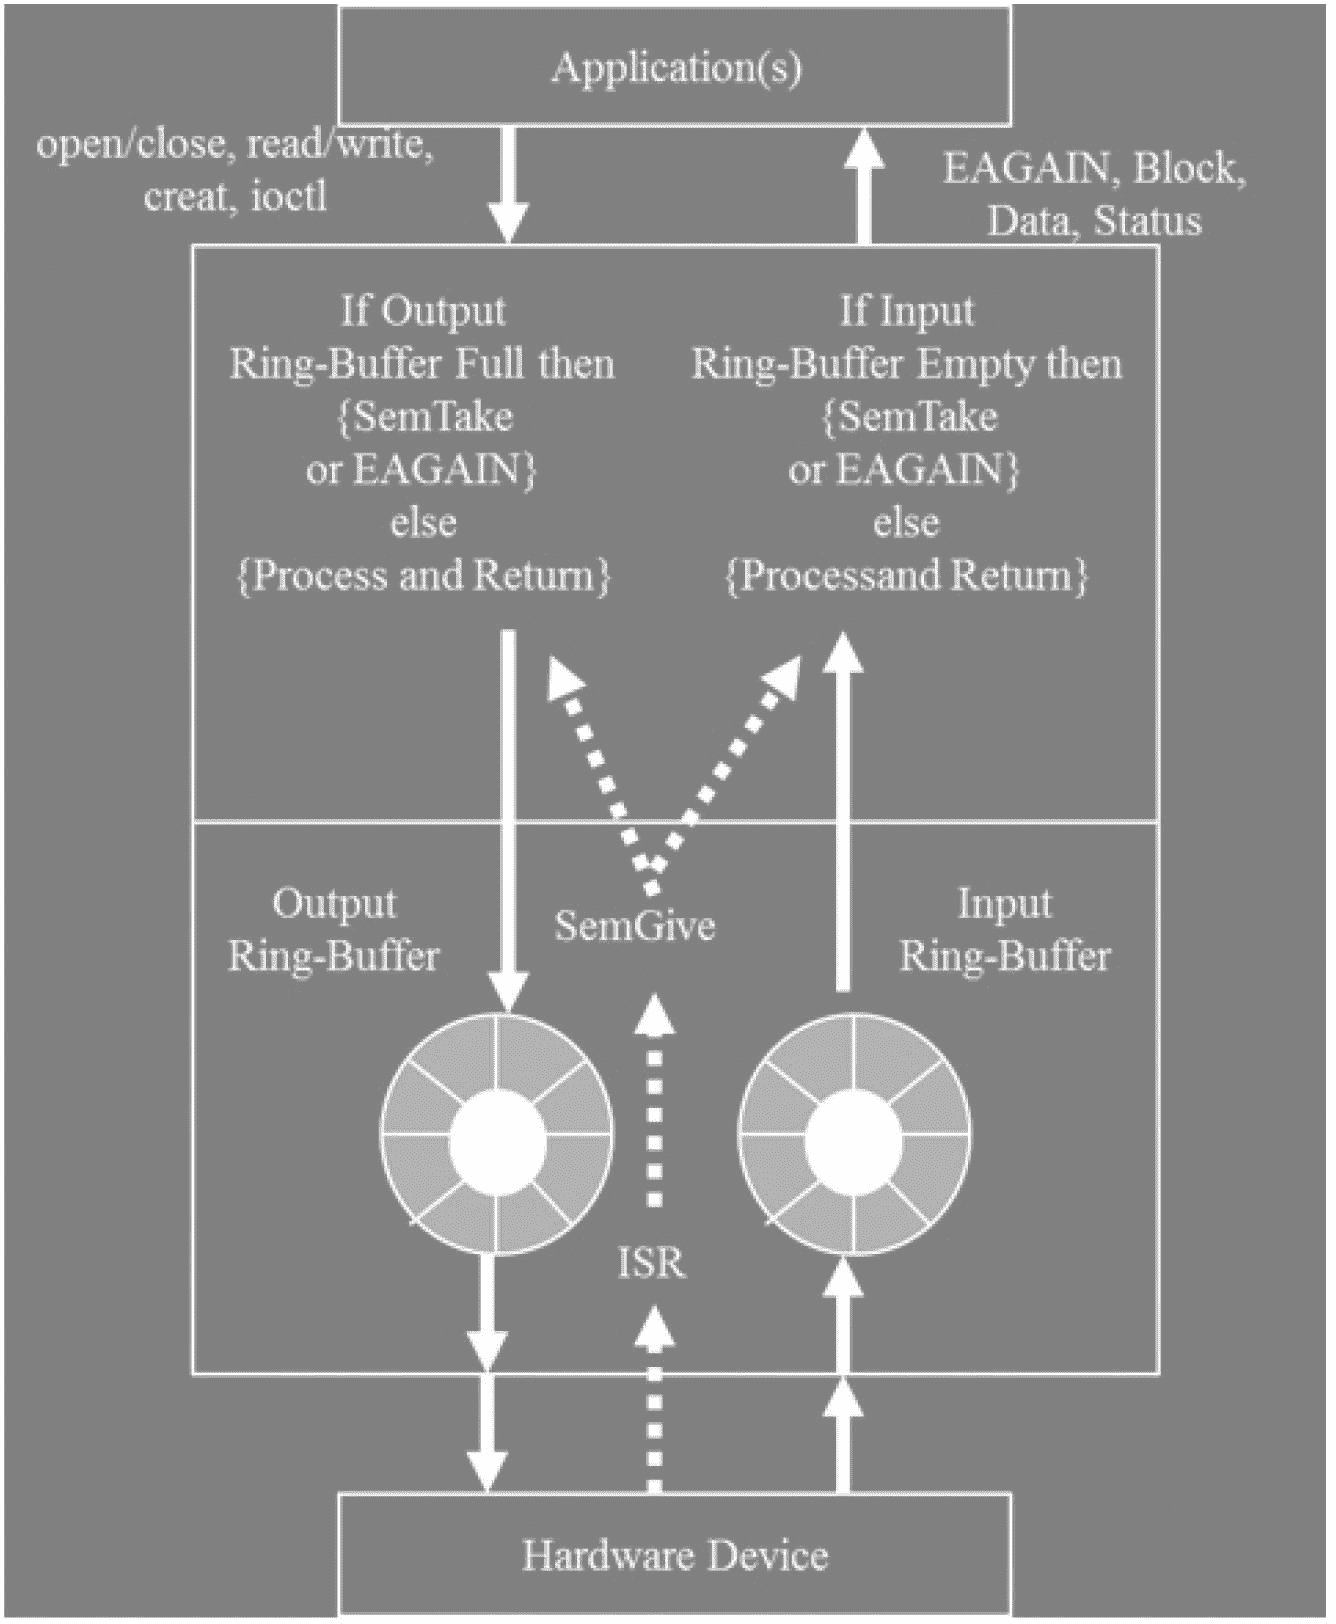 Application(s)
open/close, read/write,
creat, ioctl
EAGAIN, Block,
Data, Status
If Output
Ring-Buffer Full then
{SemTake
or EAGAIN}
else
{Process and Return}
If Input
Ring-Buffer Empty then
{SemTake
or EAGAIN}
else
{Processand Return}
Output
Ring-Buffer
SemGive
Input
Ring-Buffer
ISR
Hardware Device